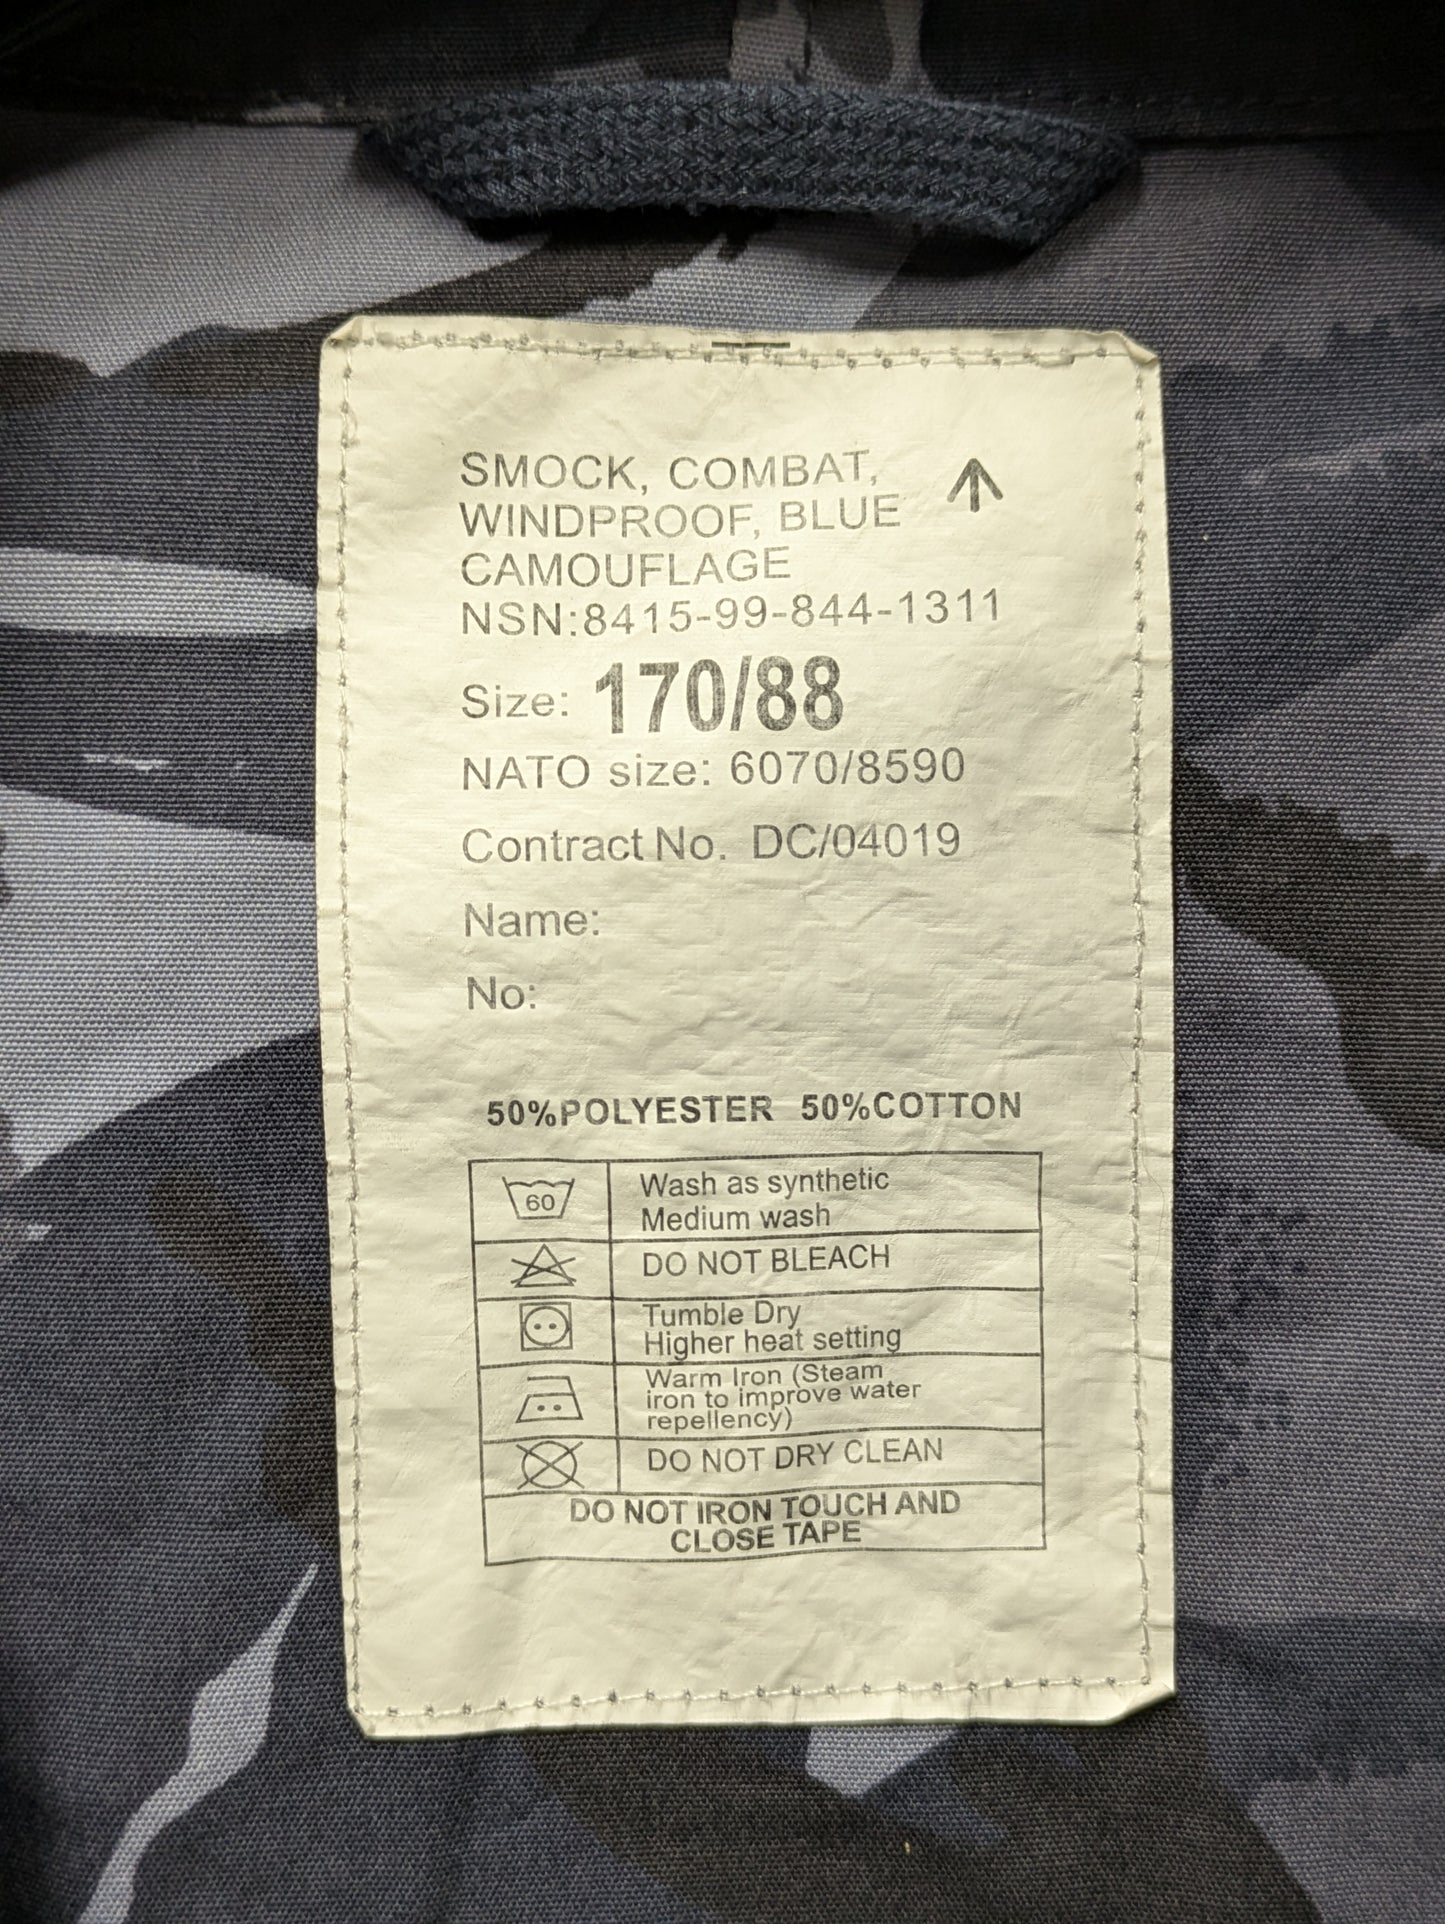 SMOCK, COMBAT,
WINDPROOF, BLUE
CAMOUFLAGE
NSN:8415-99-844-1311
Size: 170/88
NATO size: 6070/8590
Contract No. DC/04019
Name:
No:
50%POLYESTER 50%COTTON
60
Wash as synthetic
Medium wash
DO NOT BLEACH
Tumble Dry
Higher heat setting
Warm Iron (Steam
iron to improve water
repellency)
DO NOT DRY CLEAN
DO NOT IRON TOUCH AND
CLOSE TAPE